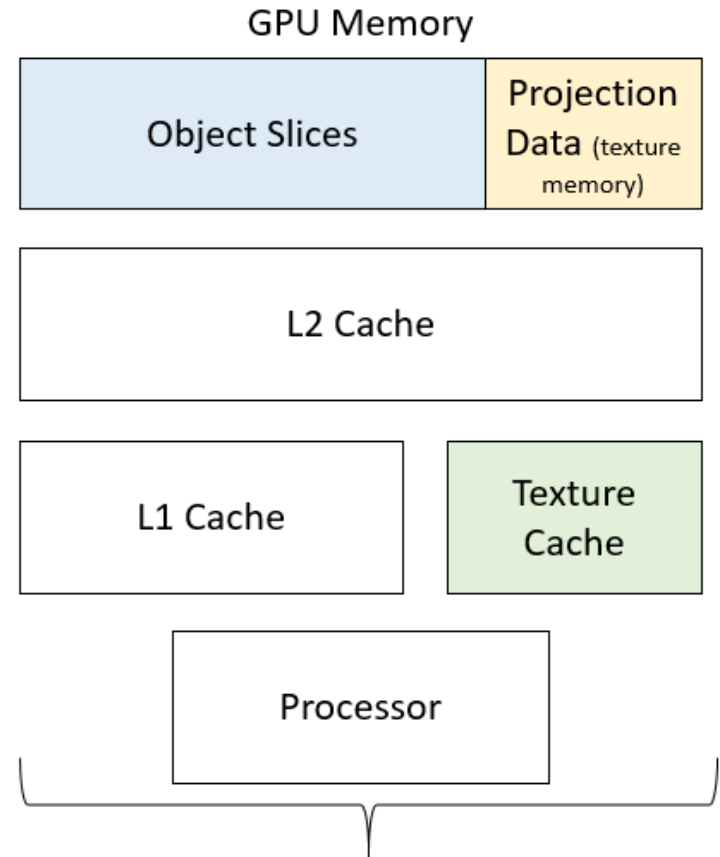 GPU Memory
Object Slices
Projection
Data (texture
memory)
L2 Cache
L1 Cache
Texture
Cache
Processor